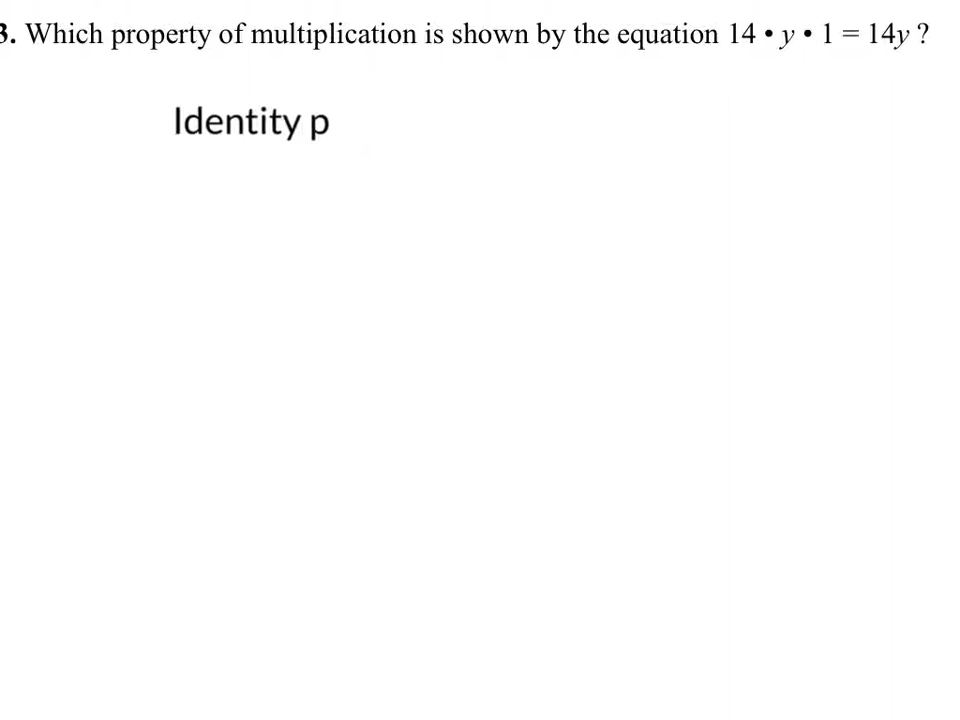 3. Which property of multiplication is shown by the equation 14 • y • 1 = 14y ?
Identity p